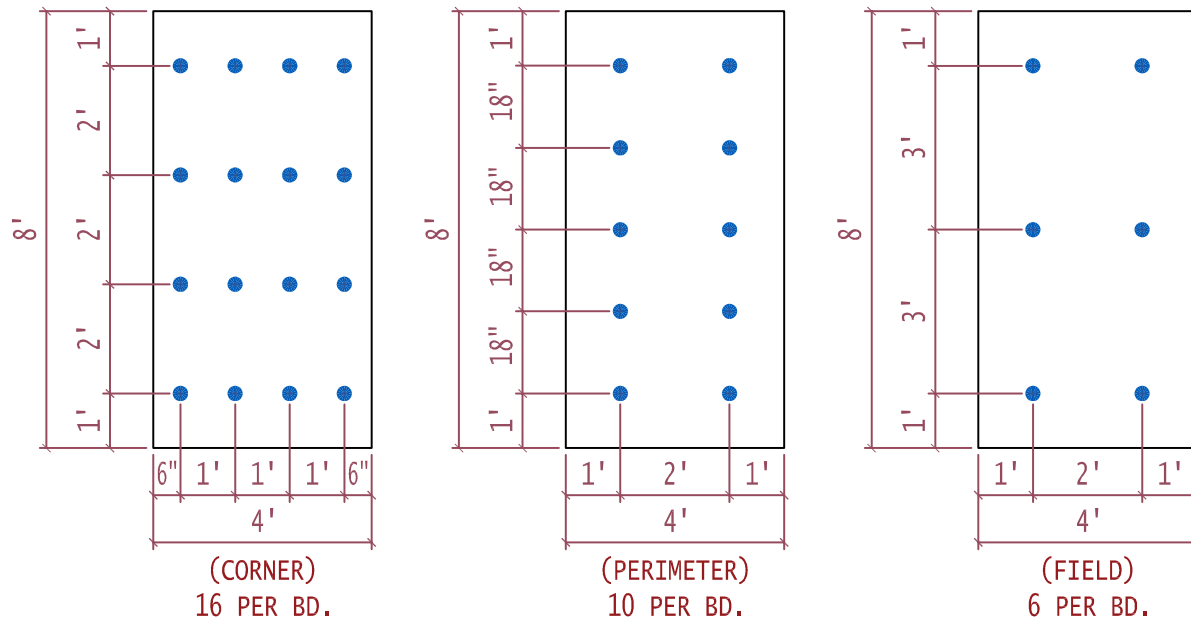 1'
2'
2'
2'
1'
8'
6" 1' 1' 1' 6"
4'
(CORNER)
16 PER BD.
1'
18"
18"
18"
18"
1'
8'
1' 2' 1'
4'
(PERIMETER)
10 PER BD.
1'
3'
3'
1'
8'
1' 2' 1'
4'
(FIELD)
6 PER BD.